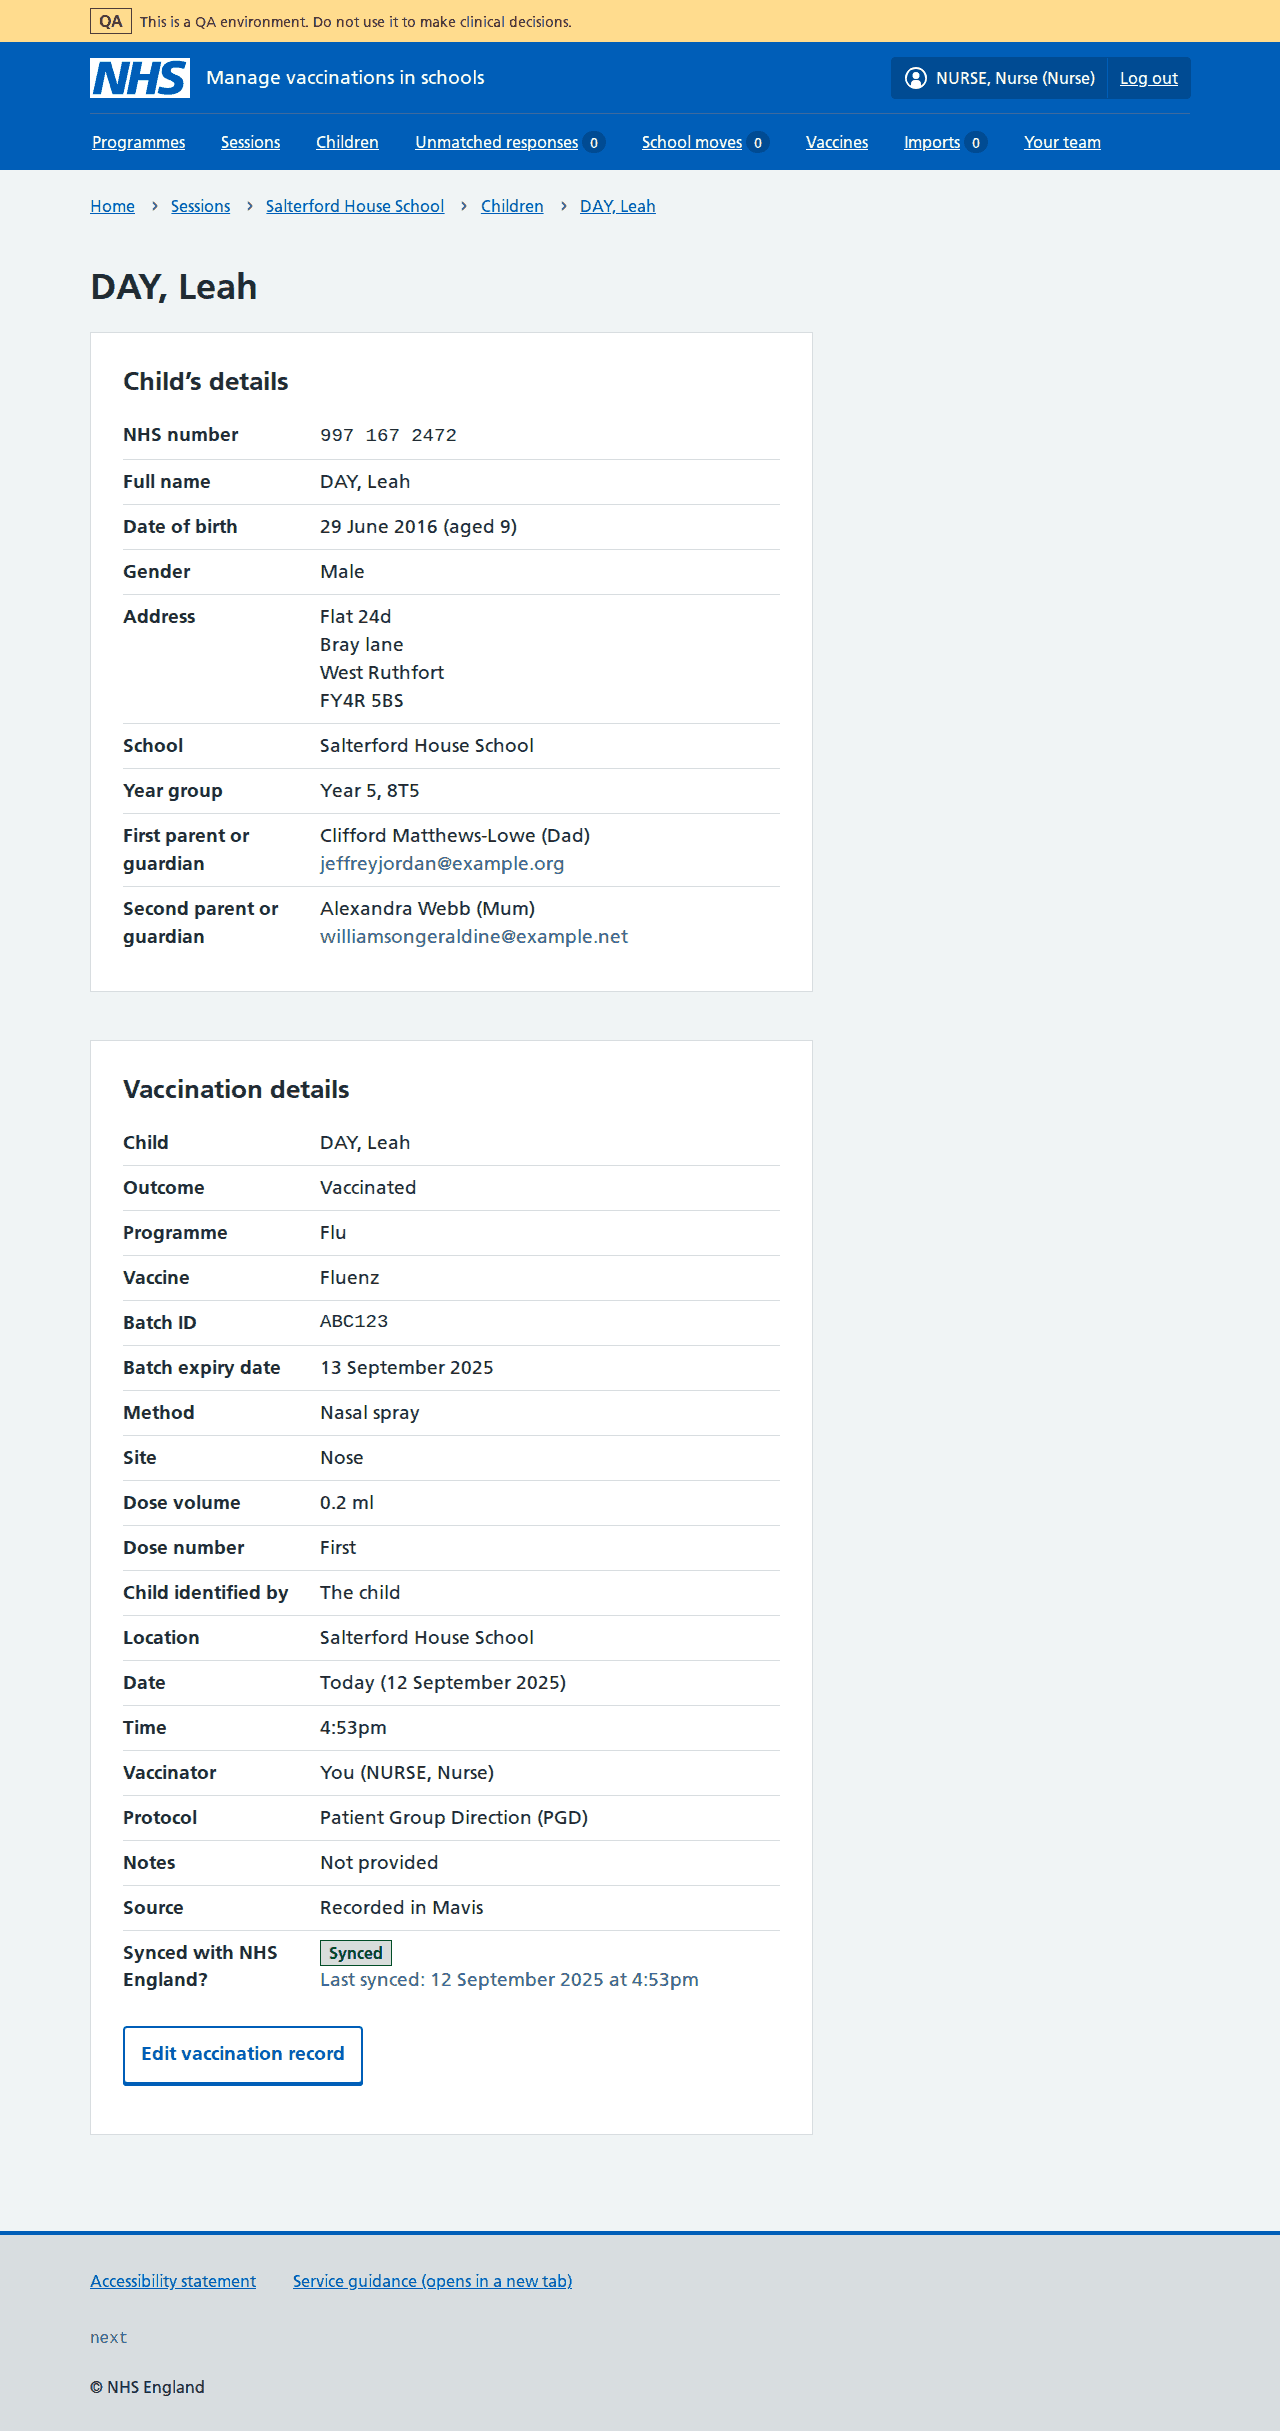 QA This is a QA environment. Do not use it to make clinical decisions.
NHS Manage vaccinations in schools NURSE, Nurse (Nurse) Log out
Programmes Sessions Children Unmatched responses 0 School moves 0 Vaccines Imports 0 Your team
Home Sessions Salterford House School Children DAY, Leah
DAY, Leah
Child’s details
NHS number 997 167 2472
Full name DAY, Leah
Date of birth 29 June 2016 (aged 9)
Gender Male
Address Flat 24d
Bray lane
West Ruthfort
FY4R 5BS
School Salterford House School
Year group Year 5, 8T5
First parent or guardian Clifford Matthews-Lowe (Dad)
jeffreyjordan@example.org
Second parent or guardian Alexandra Webb (Mum)
williamsongeraldine@example.net
Vaccination details
Child DAY, Leah
Outcome Vaccinated
Programme Flu
Vaccine Fluenz
Batch ID ABC123
Batch expiry date 13 September 2025
Method Nasal spray
Site Nose
Dose volume 0.2 ml
Dose number First
Child identified by The child
Location Salterford House School
Date Today (12 September 2025)
Time 4:53pm
Vaccinator You (NURSE, Nurse)
Protocol Patient Group Direction (PGD)
Notes Not provided
Source Recorded in Mavis
Synced with NHS England? Synced
Last synced: 12 September 2025 at 4:53pm
Edit vaccination record
Accessibility statement Service guidance (opens in a new tab)
next
© NHS England